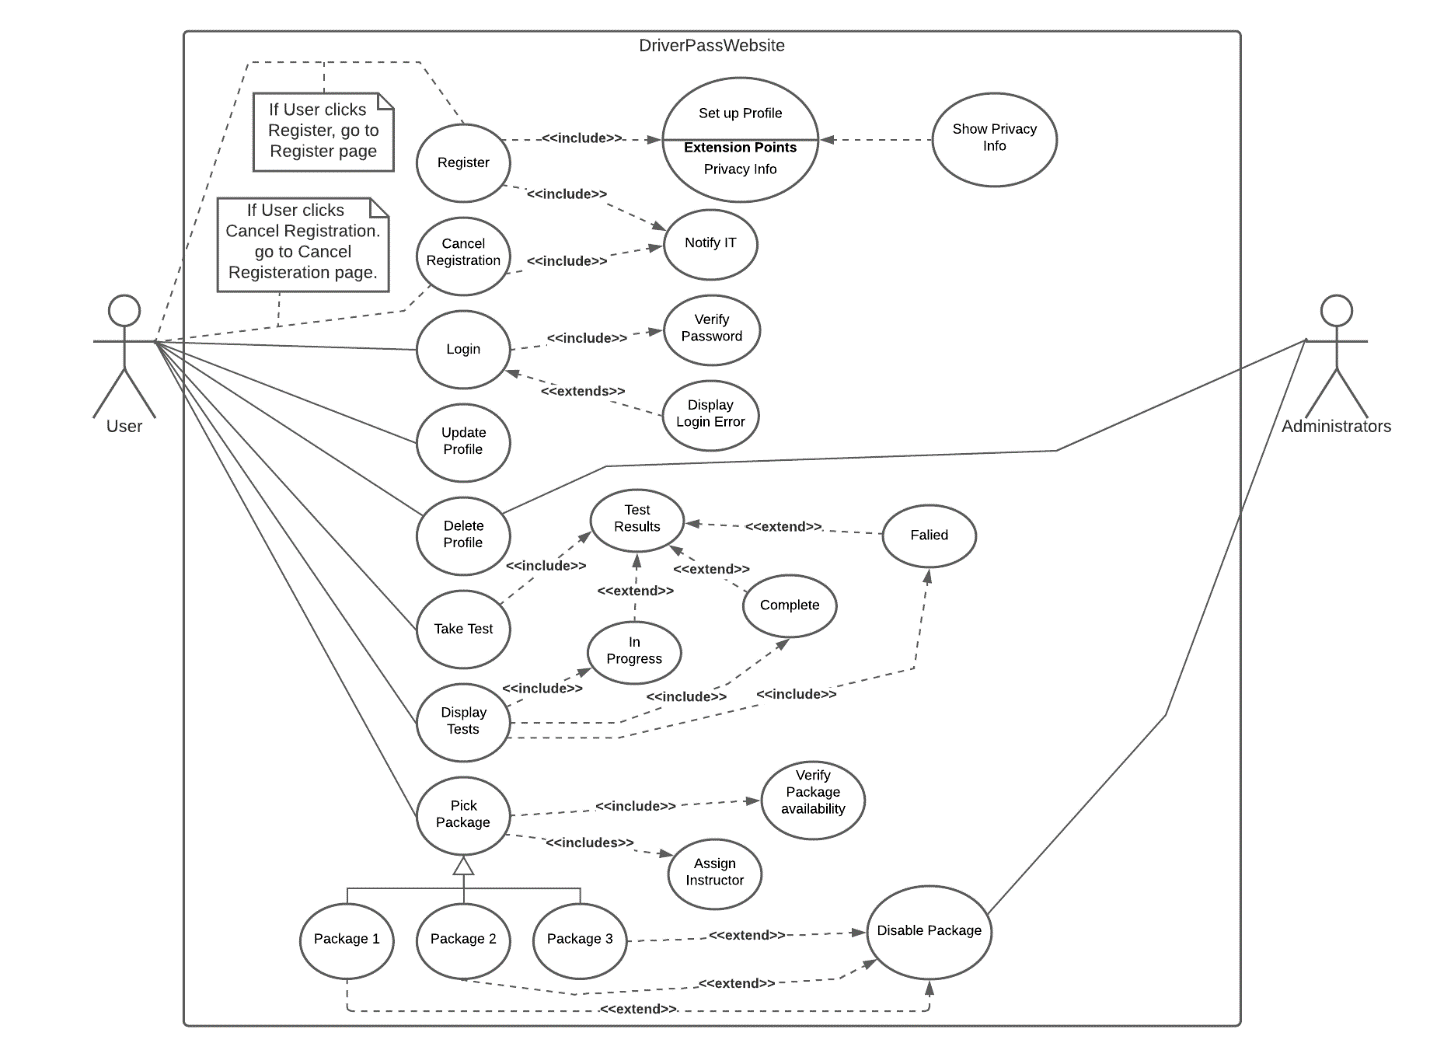 DriverPassWebsite
If User clicks
Register, go to
Register page
Set up Profile
Extension Points
Privacy Info
Show Privacy
Info
<<include>>
Register
<<include>>
If User clicks
Cancel Registration.
go to Cancel
Registeration page.
Cancel
Registration
<<include>>
Notify IT
Login
<<include>>
Verify
Password
<<extends>>
Display
Login Error
User
Administrators
Update
Profile
Delete
Profile
Test
Results
<<extend>>
Falied
<<include>>
<<extend>>
<<extend>>
Complete
Take Test
In
Progress
<<include>>
<<include>>
<<include>>
Display
Tests
Pick
Package
<<include>>
Verify
Package
availability
<<includes>>
Assign
Instructor
Package 1
Package 2
Package 3
<<extend>>
Disable Package
<<extend>>
<<extend>>